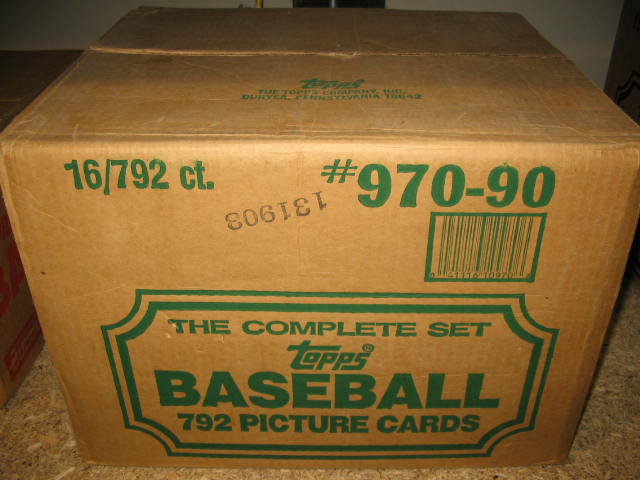 Topps
THE TOPPS COMPANY, INC.
DURYEA, PENNSYLVANIA 18642
16/792 ct.
#970-90
131903
THE COMPLETE SET
Topps®
BASEBALL
792 PICTURE CARDS